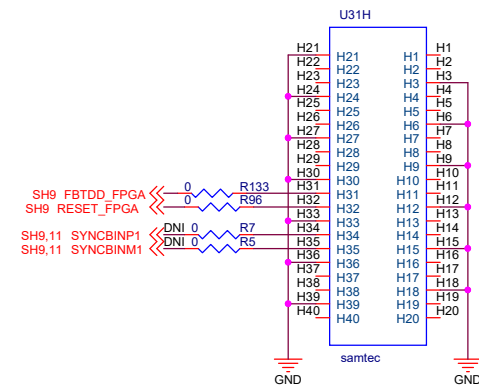 U31H
H21 H21 H1 H1
H22 H22 H2 H2
H23 H23 H3 H3
H24 H24 H4 H4
H25 H25 H5 H5
H26 H26 H6 H6
H27 H27 H7 H7
H28 H28 H8 H8
H29 H29 H9 H9
H30 H30 H10 H10
SH9 FBTDD_FPGA 0 R133 H31 H31 H11 H11
SH9 RESET_FPGA 0 R96 H32 H32 H12 H12
H33 H33 H13 H13
SH9,11 SYNCBINP1 DNI 0 R7 H34 H34 H14 H14
SH9,11 SYNCBINM1 DNI 0 R5 H35 H35 H15 H15
H36 H36 H16 H16
H37 H37 H17 H17
H38 H38 H18 H18
H39 H39 H19 H19
H40 H40 H20 H20
samtec
GND GND